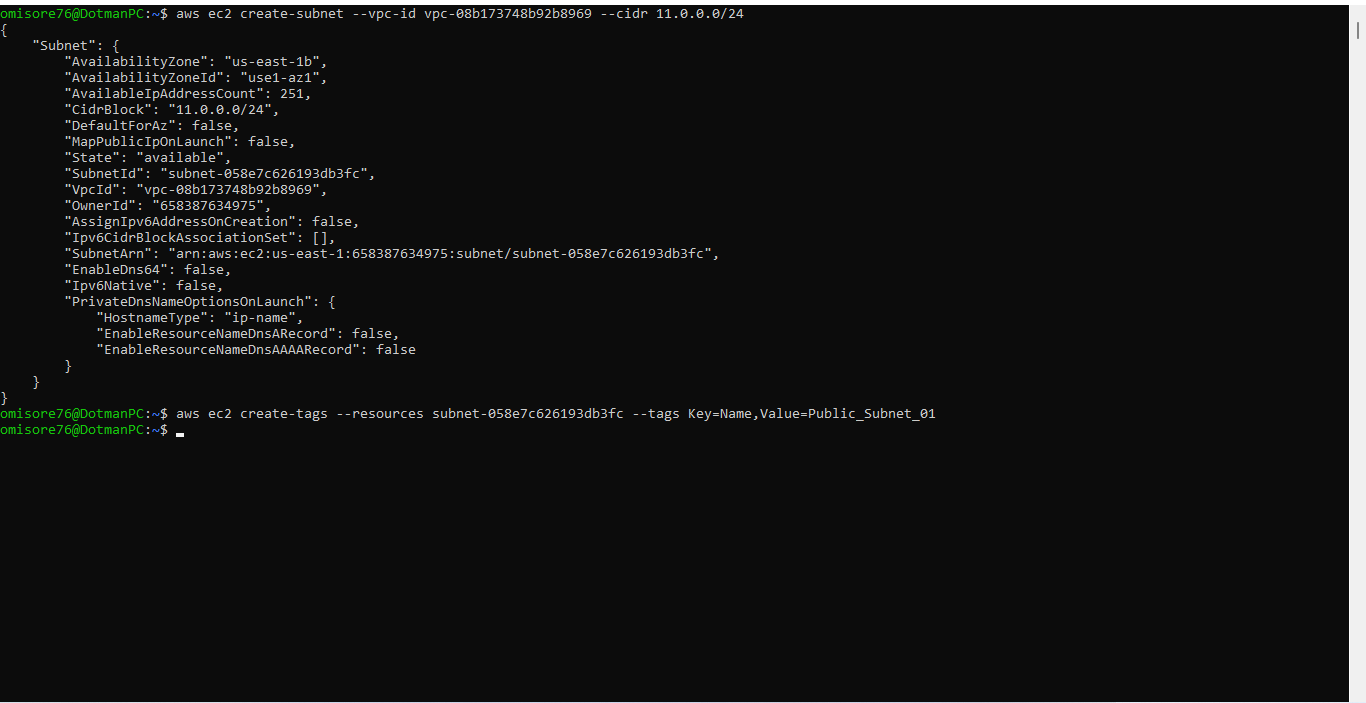 omisore76@DotmanPC:~$ aws ec2 create-subnet --vpc-id vpc-08b173748b92b8969 --cidr 11.0.0.0/24
{
    "Subnet": {
        "AvailabilityZone": "us-east-1b",
        "AvailabilityZoneId": "use1-az1",
        "AvailableIpAddressCount": 251,
        "CidrBlock": "11.0.0.0/24",
        "DefaultForAz": false,
        "MapPublicIpOnLaunch": false,
        "State": "available",
        "SubnetId": "subnet-058e7c626193db3fc",
        "VpcId": "vpc-08b173748b92b8969",
        "OwnerId": "658387634975",
        "AssignIpv6AddressOnCreation": false,
        "Ipv6CidrBlockAssociationSet": [],
        "SubnetArn": "arn:aws:ec2:us-east-1:658387634975:subnet/subnet-058e7c626193db3fc",
        "EnableDns64": false,
        "Ipv6Native": false,
        "PrivateDnsNameOptionsOnLaunch": {
            "HostnameType": "ip-name",
            "EnableResourceNameDnsARecord": false,
            "EnableResourceNameDnsAAAARecord": false
        }
    }
}
omisore76@DotmanPC:~$ aws ec2 create-tags --resources subnet-058e7c626193db3fc --tags Key=Name,Value=Public_Subnet_01
omisore76@DotmanPC:~$